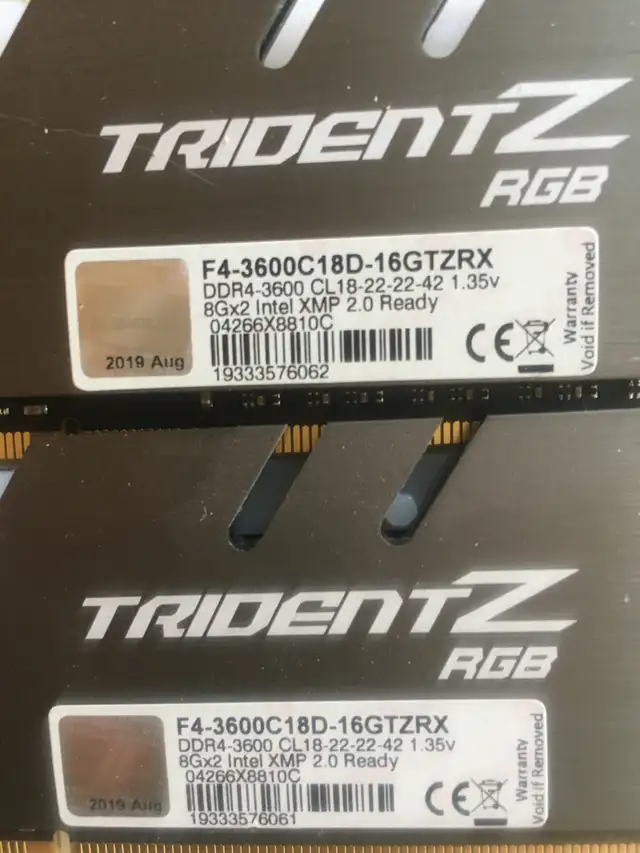 TRIDENTZ
RGB
F4-3600C18D-16GTZRX
DDR4-3600 CL18-22-22-42 1.35v
8Gx2 Intel XMP 2.0 Ready
04266X8810C
2019 Aug
19333576062
CE
Warranty
Void if Removed
TRIDENTZ
RGB
F4-3600C18D-16GTZRX
DDR4-3600 CL18-22-22-42 1.35v
8Gx2 Intel XMP 2.0 Ready
04266X8810C
2019 Aug
19333576061
CE
Warranty
Void if Removed